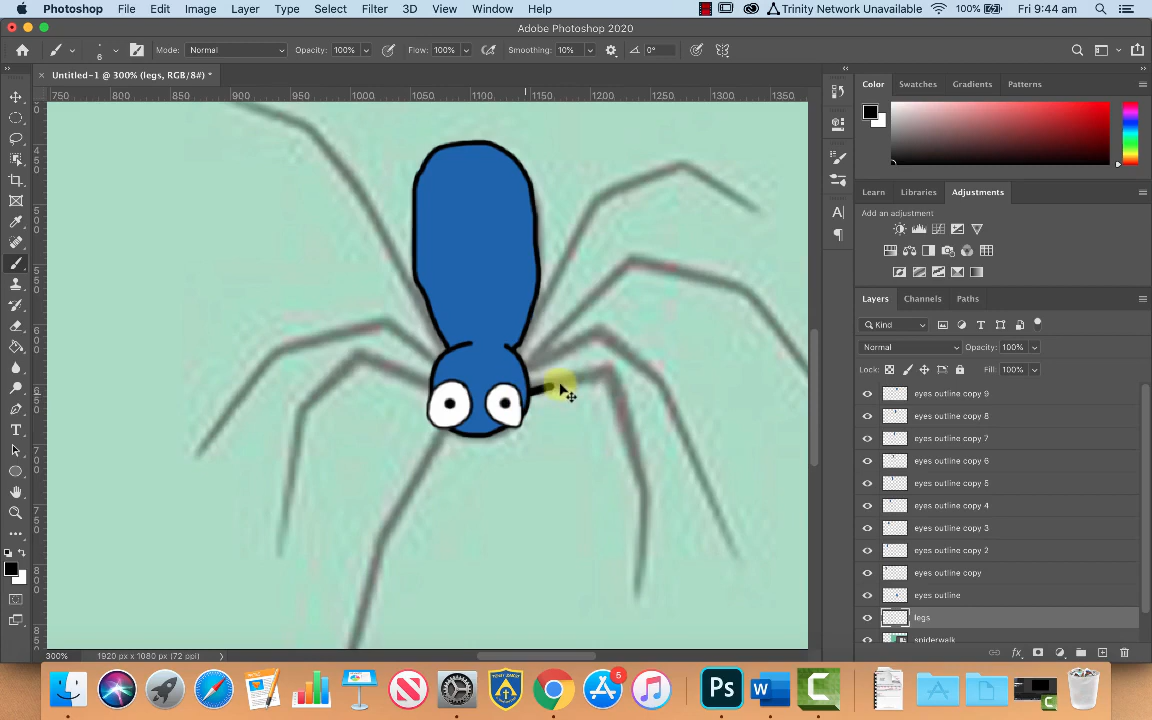 Photoshop File Edit Image Layer Type Select Filter 3D View Window Help Trinity Network Unavailable 100% Fri 9:44 am
Adobe Photoshop 2020
6 Mode: Normal Opacity: 100% Flow: 100% Smoothing: 10% 0°
Untitled-1 @ 300% (legs, RGB/8#) *
Color Swatches Gradients Patterns
750 800 850 900 950 1000 1050 1100 1150 1200 1250 1300 1350
Learn Libraries Adjustments
Add an adjustment
Layers Channels Paths
Kind
Normal Opacity: 100%
Lock: Fill: 100%
eyes outline copy 9
eyes outline copy 8
eyes outline copy 7
eyes outline copy 6
eyes outline copy 5
eyes outline copy 4
eyes outline copy 3
eyes outline copy 2
eyes outline copy
eyes outline
legs
spiderwalk
300% 1920 px x 1080 px (72 ppi)
5
Ps W C